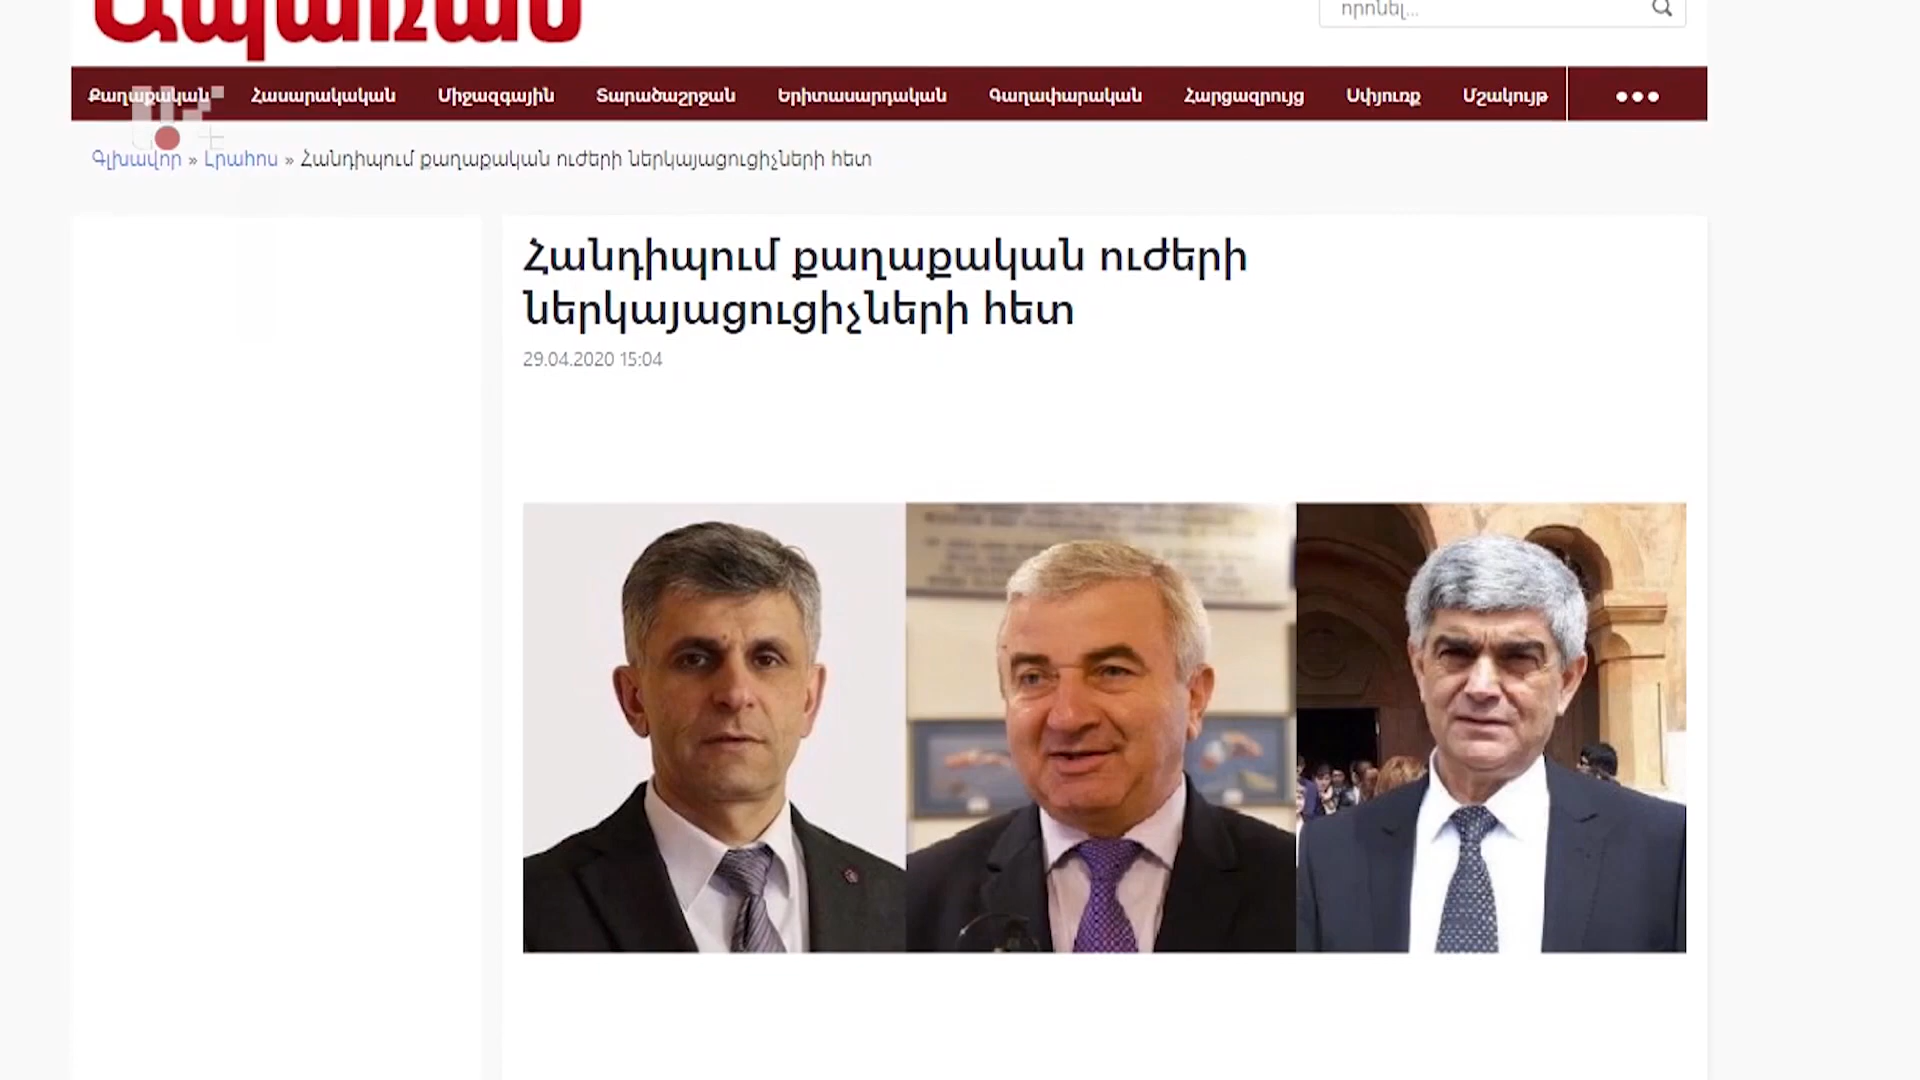 Ապառաժ
որոնել...
Քաղաքական Հասարակական Միջազգային Տարածաշրջան Երիտասարդական Գաղափարական Հարցազրույց Սփյուռք Մշակույթ
Գլխավոր » Լրահոս » Հանդիպում քաղաքական ուժերի ներկայացուցիչների հետ
Հանդիպում քաղաքական ուժերի
ներկայացուցիչների հետ
29.04.2020 15:04